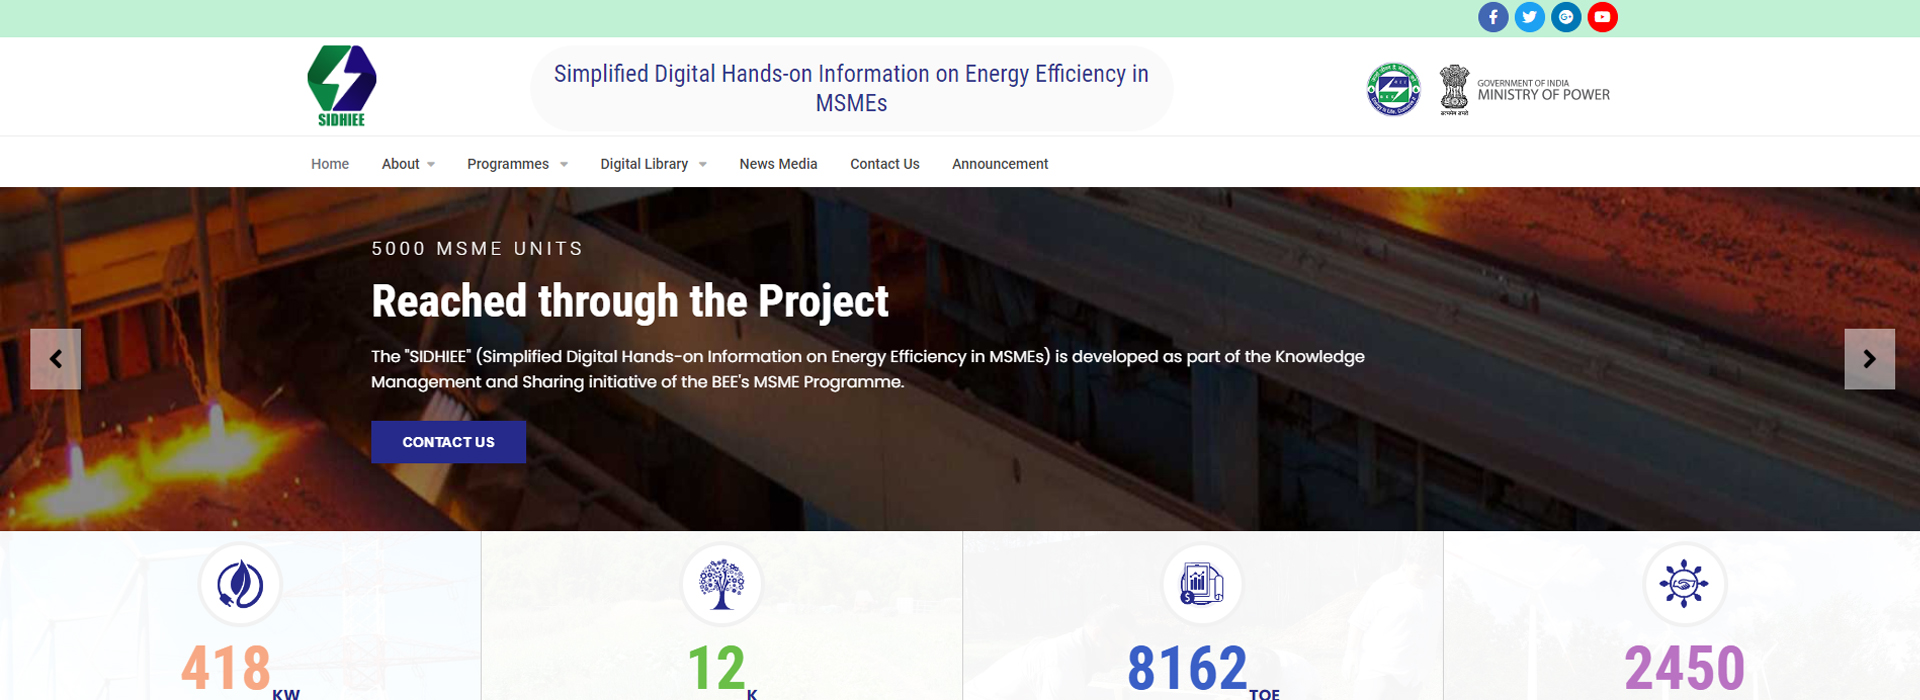 SIDHIEE
Simplified Digital Hands-on Information on Energy Efficiency in
MSMEs
GOVERNMENT OF INDIA
MINISTRY OF POWER
Home About Programmes Digital Library News Media Contact Us Announcement
5000 MSME UNITS
Reached through the Project
The "SIDHIEE" (Simplified Digital Hands-on Information on Energy Efficiency in MSMEs) is developed as part of the Knowledge
Management and Sharing initiative of the BEE's MSME Programme.
CONTACT US
418 KW
12 K
8162 TOE
2450